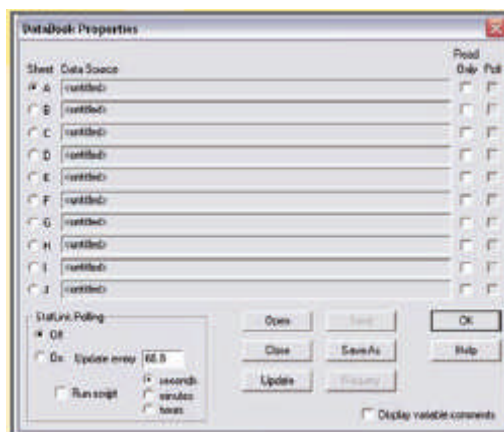 DataBook Properties
Read
Sheet Data Source Only Poll
A <untitled>
B <untitled>
C <untitled>
D <untitled>
E <untitled>
F <untitled>
G <untitled>
H <untitled>
I <untitled>
J <untitled>
StatLink Polling
Off
On Update every 60.0
seconds
Run script minutes
hours
Open Save OK
Close Save As Help
Update
Display variable comments